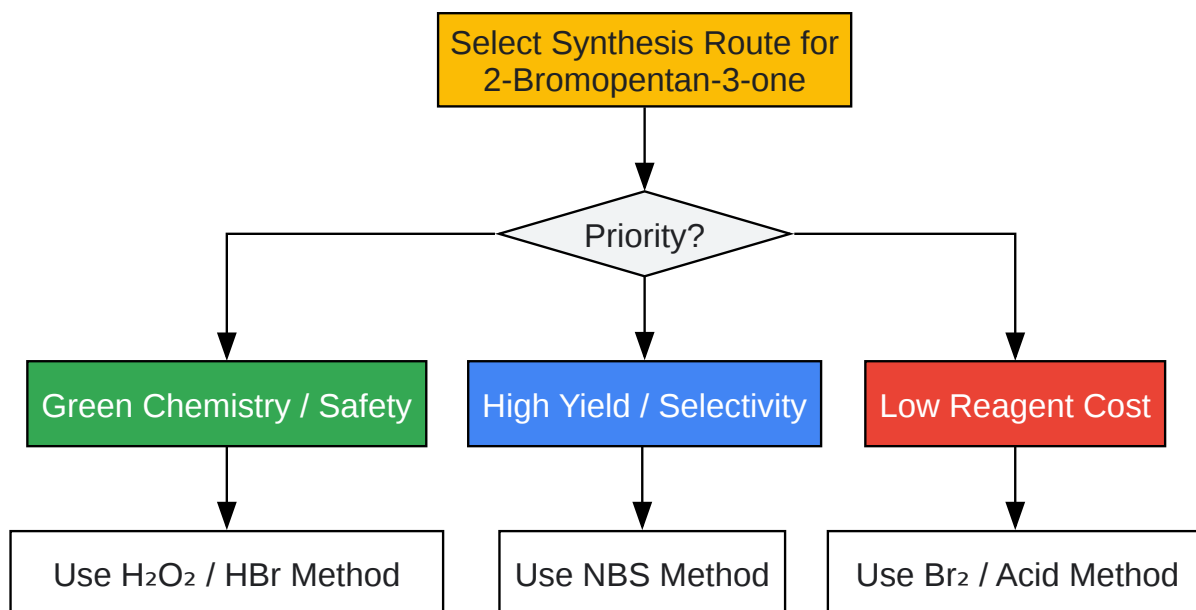 Select Synthesis Route for
2-Bromopentan-3-one
Priority?
Green Chemistry / Safety
High Yield / Selectivity
Low Reagent Cost
Use H₂O₂ / HBr Method
Use NBS Method
Use Br₂ / Acid Method